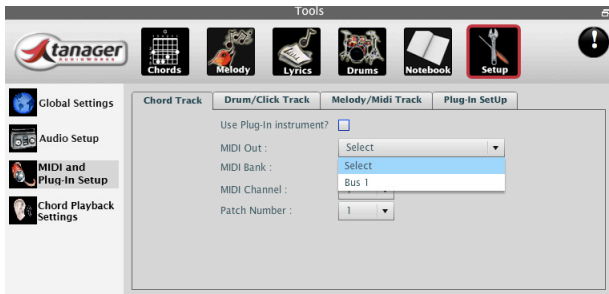 Tools
tanager
AUDIOWORKS
Chords
Melody
Lyrics
Drums
Notebook
Setup
!
Global Settings
Audio Setup
MIDI and
Plug-In Setup
Chord Playback
Settings
Chord Track
Drum/Click Track
Melody/Midi Track
Plug-In SetUp
Use Plug-In instrument?
MIDI Out :
Select
MIDI Bank :
Select
Bus 1
MIDI Channel :
Patch Number :
1